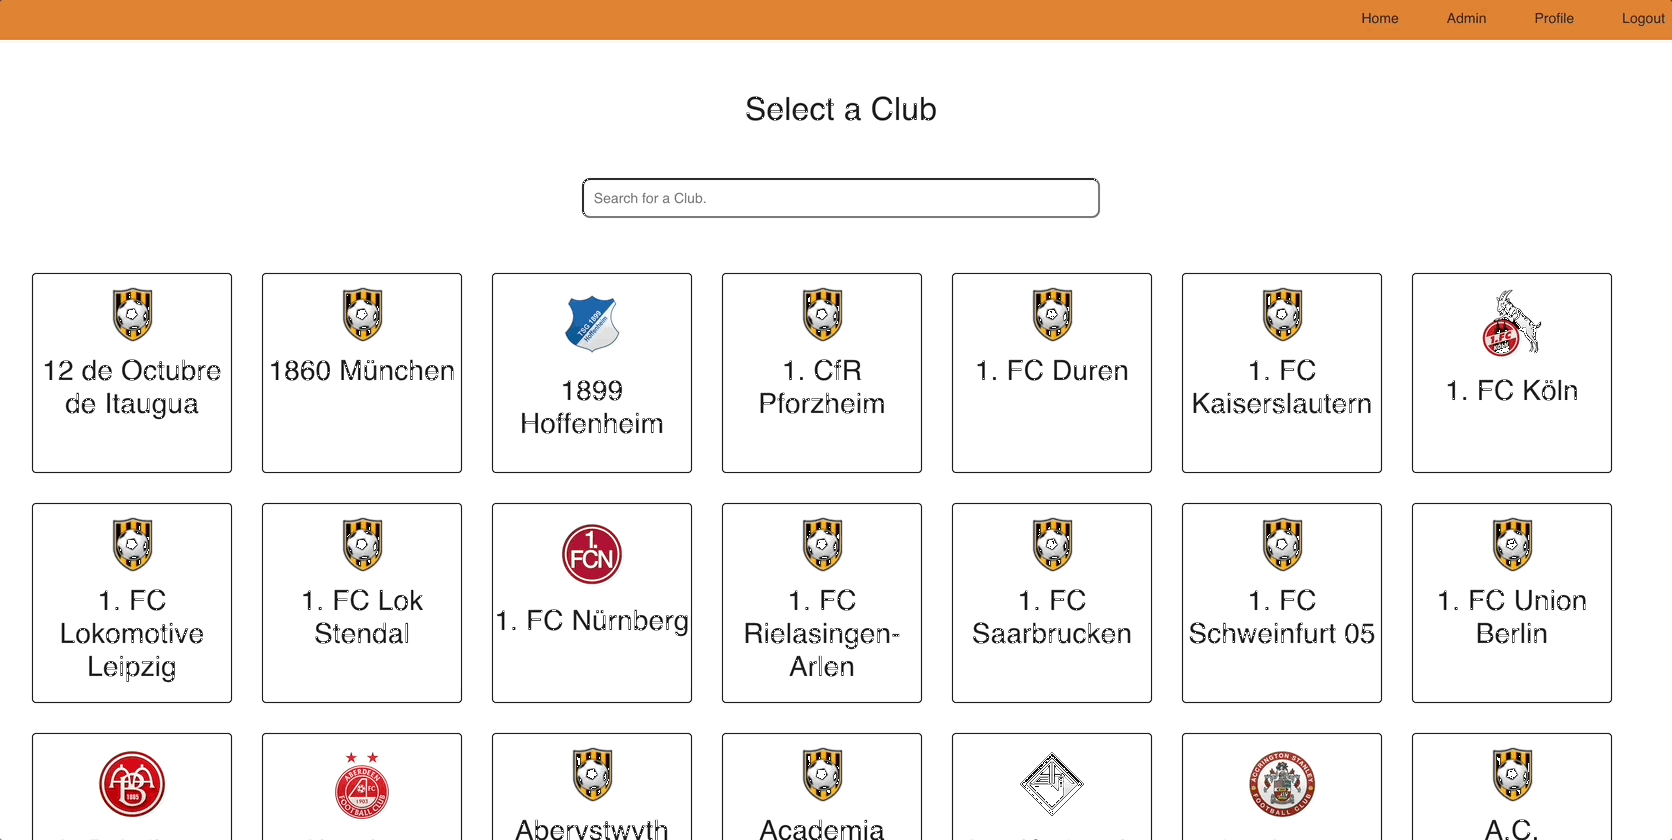 Home Admin Profile Logout
Select a Club
Search for a Club.
TSG 1899
Hoffenheim
1. FC
12 de Octubre
de Itaugua
1860 München
1899
Hoffenheim
1. CfR
Pforzheim
1. FC Duren
1. FC
Kaiserslautern
1. FC Köln
1.
FCN
1. FC
Lokomotive
Leipzig
1. FC Lok
Stendal
1. FC Nürnberg
1. FC
Rielasingen-
Arlen
1. FC
Saarbrucken
1. FC
Schweinfurt 05
1. FC Union
Berlin
1885
ABERDEEN
FC
1903
FOOTBALL CLUB
ACCRINGTON STANLEY
FOOTBALL CLUB
Aberystwyth
Academia
A.C.